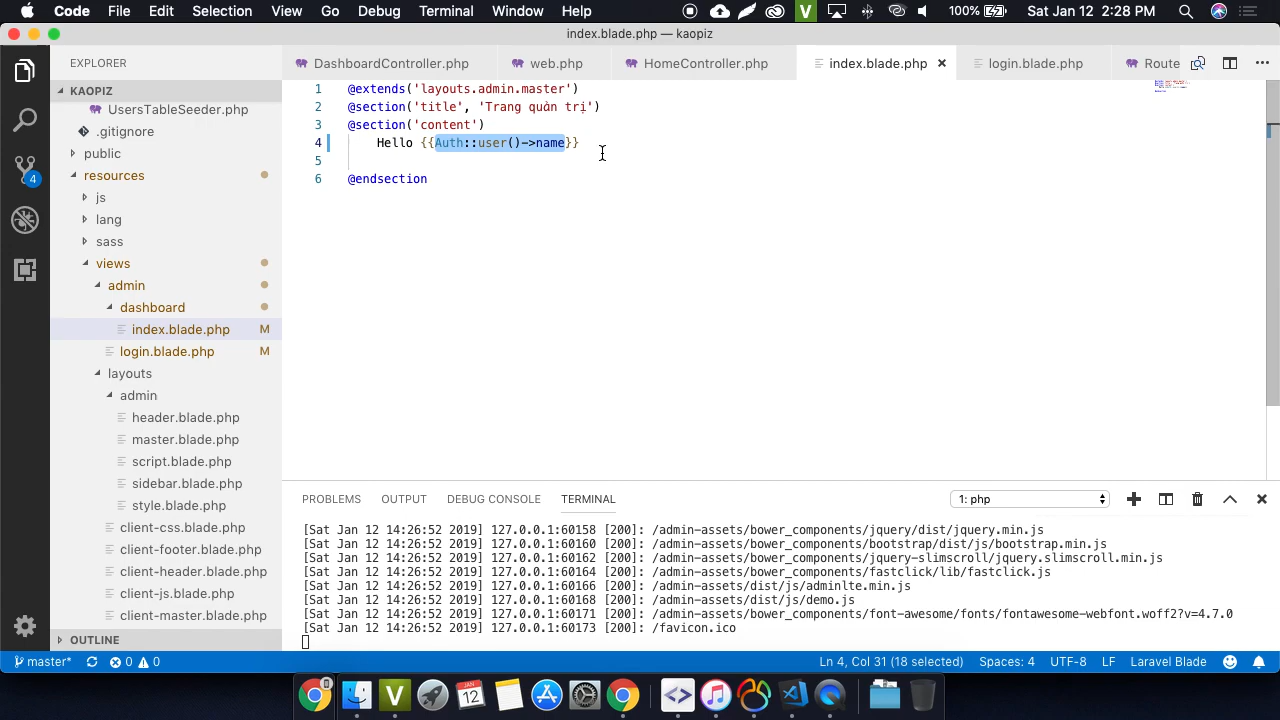 Code File Edit Selection View Go Debug Terminal Window Help V 100% Sat Jan 12 2:28 PM
index.blade.php — kaopiz
EXPLORER
DashboardController.php web.php HomeController.php index.blade.php login.blade.php Route
KAOPIZ
UsersTableSeeder.php
.gitignore
public
resources
js
lang
sass
views
admin
dashboard
index.blade.php M
login.blade.php M
layouts
admin
header.blade.php
master.blade.php
script.blade.php
sidebar.blade.php
style.blade.php
client-css.blade.php
client-footer.blade.php
client-header.blade.php
client-js.blade.php
client-master.blade.php
OUTLINE
4
1 @extends('layouts.admin.master')
2 @section('title', 'Trang quản trị')
3 @section('content')
4 Hello {{Auth::user()->name}}
5
6 @endsection
PROBLEMS OUTPUT DEBUG CONSOLE TERMINAL 1: php
[Sat Jan 12 14:26:52 2019] 127.0.0.1:60158 [200]: /admin-assets/bower_components/jquery/dist/jquery.min.js
[Sat Jan 12 14:26:52 2019] 127.0.0.1:60160 [200]: /admin-assets/bower_components/bootstrap/dist/js/bootstrap.min.js
[Sat Jan 12 14:26:52 2019] 127.0.0.1:60162 [200]: /admin-assets/bower_components/jquery-slimscroll/jquery.slimscroll.min.js
[Sat Jan 12 14:26:52 2019] 127.0.0.1:60164 [200]: /admin-assets/bower_components/fastclick/lib/fastclick.js
[Sat Jan 12 14:26:52 2019] 127.0.0.1:60166 [200]: /admin-assets/dist/js/adminlte.min.js
[Sat Jan 12 14:26:52 2019] 127.0.0.1:60168 [200]: /admin-assets/dist/js/demo.js
[Sat Jan 12 14:26:52 2019] 127.0.0.1:60171 [200]: /admin-assets/bower_components/font-awesome/fonts/fontawesome-webfont.woff2?v=4.7.0
[Sat Jan 12 14:26:52 2019] 127.0.0.1:60173 [200]: /favicon.ico
master* 0 0 Ln 4, Col 31 (18 selected) Spaces: 4 UTF-8 LF Laravel Blade
V JAN 12